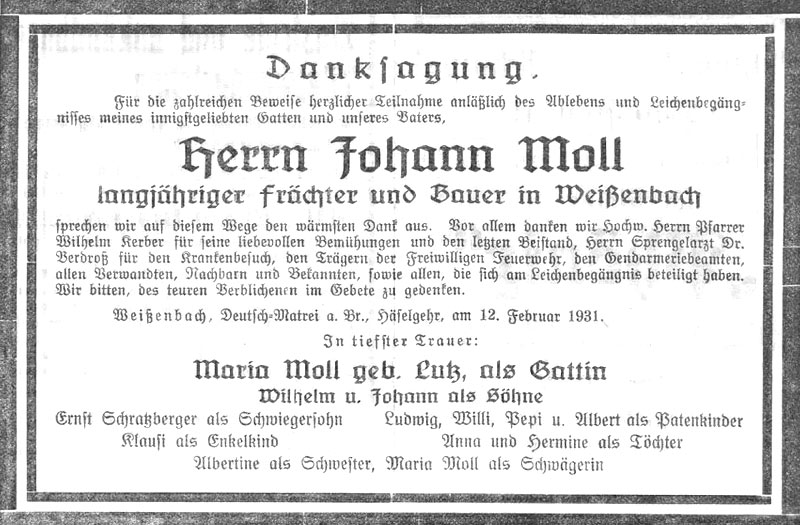 Danksagung.
Für die zahlreichen Beweise herzlicher Teilnahme anläßlich des Ablebens und Leichenbegäng-
nisses meines innigstgeliebten Gatten und unseres Vaters,
Herrn Johann Moll
langjähriger Frächter und Bauer in Weißenbach
sprechen wir auf diesem Wege den wärmsten Dank aus. Vor allem danken wir Hochw. Herrn Pfarrer
Wilhelm Kerber für seine liebevollen Bemühungen und den letzten Beistand, Herrn Sprengelarzt Dr.
Verdroß für den Krankenbesuch, den Trägern der Freiwilligen Feuerwehr, den Gendarmeriebeamten,
allen Verwandten, Nachbarn und Bekannten, sowie allen, die sich am Leichenbegängnis beteiligt haben.
Wir bitten, des teuren Verblichenen im Gebete zu gedenken.
Weißenbach, Deutsch-Matrei a. Br., Häselgehr, am 12. Februar 1931.
In tiefster Trauer:
Maria Moll geb. Lutz, als Gattin
Wilhelm u. Johann als Söhne
Ernst Schratzberger als Schwiegersohn Ludwig, Willi, Pepi u. Albert als Patenkinder
Klausi als Enkelkind Anna und Hermine als Töchter
Albertine als Schwester, Maria Moll als Schwägerin